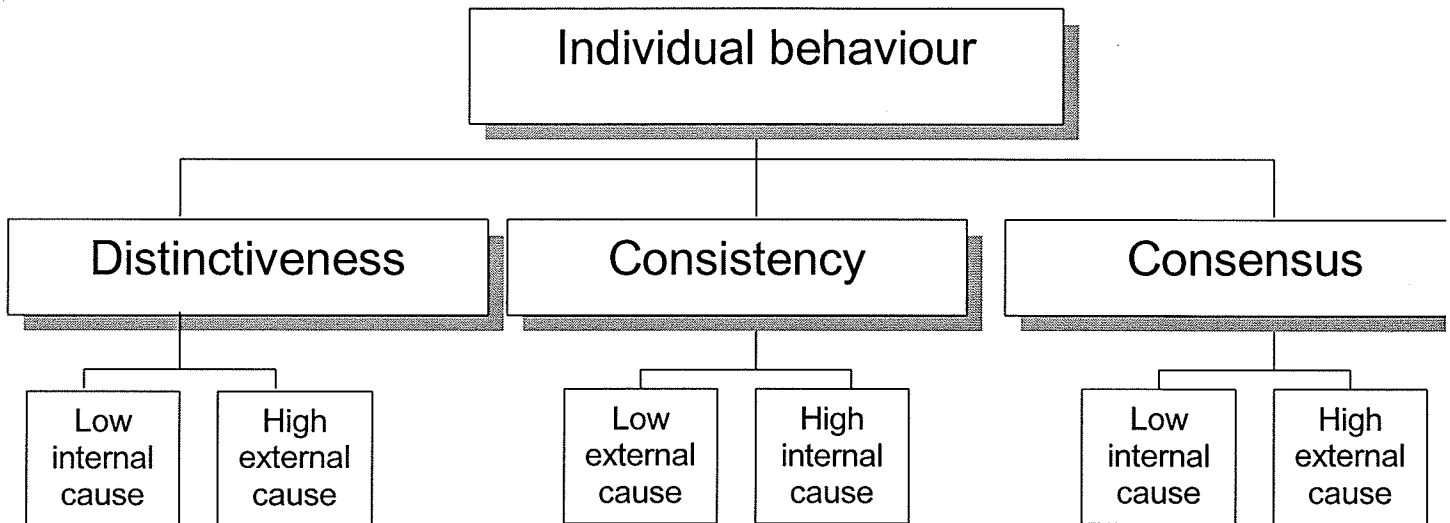 Individual behaviour
Distinctiveness
Consistency
Consensus
Low
internal
cause
High
external
cause
Low
external
cause
High
internal
cause
Low
internal
cause
High
external
cause